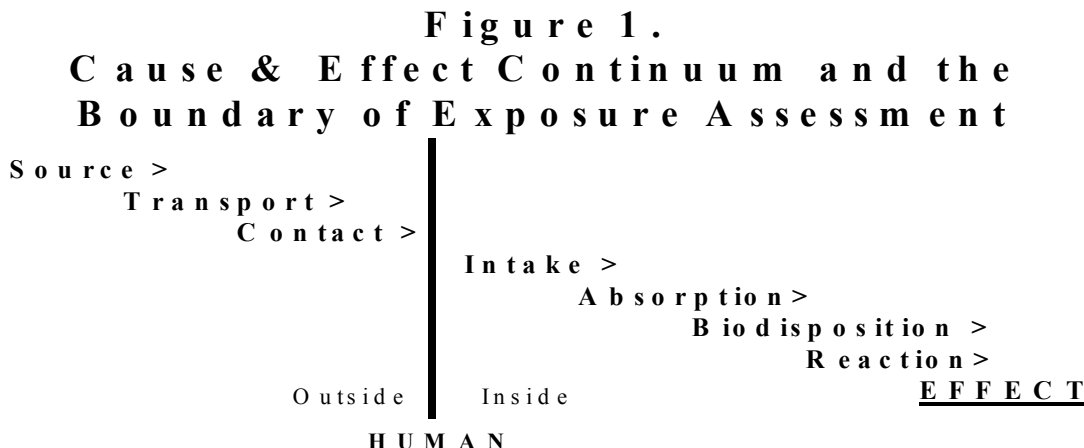 Figure 1.
Cause & Effect Continuum and the
Boundary of Exposure Assessment
Source >
Transport >
Contact >
Intake >
Absorption >
Biodisposition >
Reaction >
Outside Inside EFFECT
HUMAN